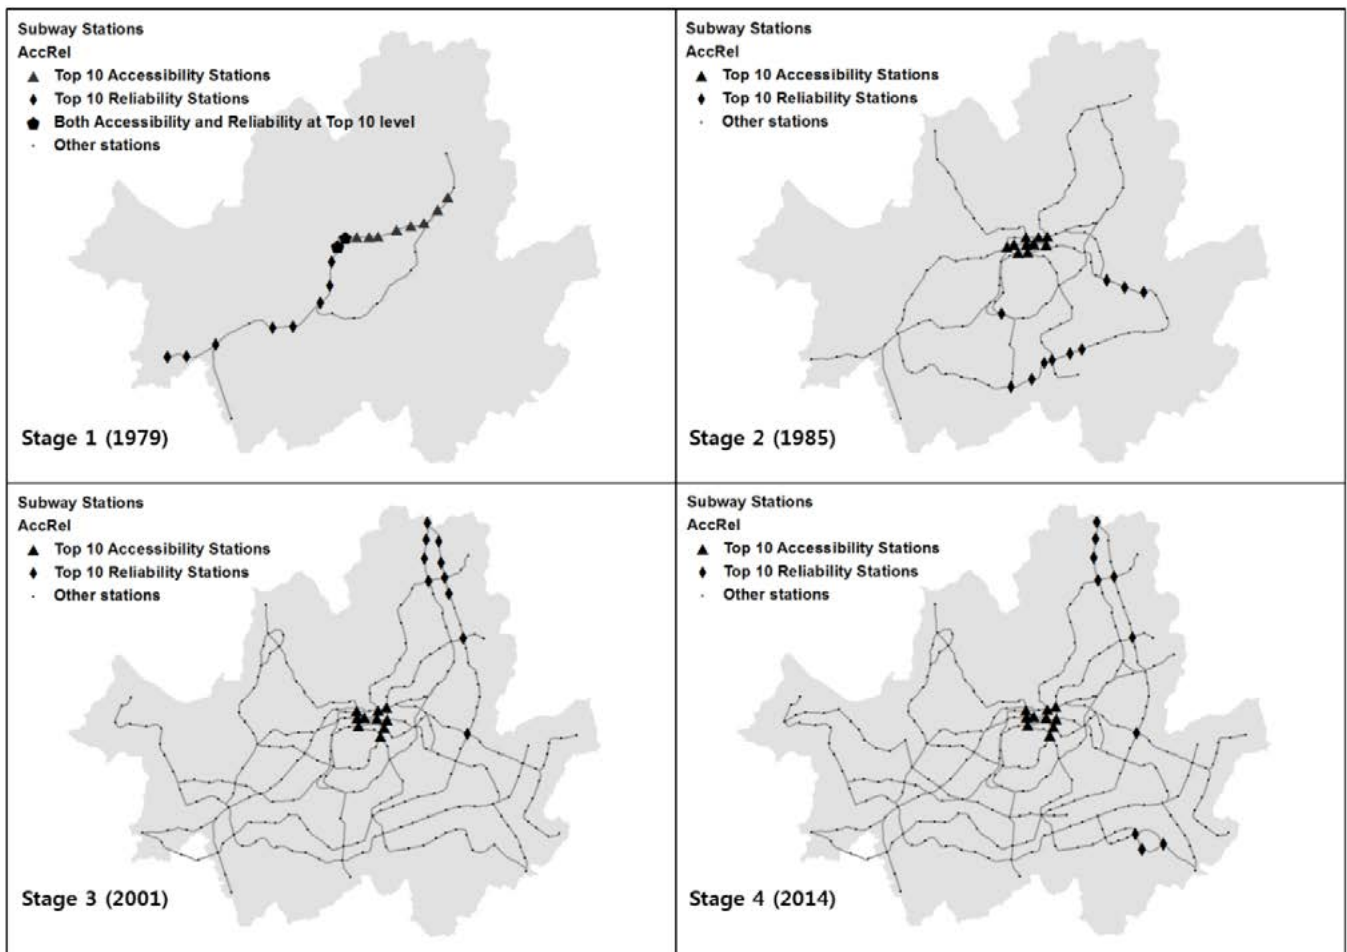 Subway Stations
AccRel
Top 10 Accessibility Stations
Top 10 Reliability Stations
Both Accessibility and Reliability at Top 10 level
Other stations
Stage 1 (1979)
Subway Stations
AccRel
Top 10 Accessibility Stations
Top 10 Reliability Stations
Other stations
Stage 2 (1985)
Subway Stations
AccRel
Top 10 Accessibility Stations
Top 10 Reliability Stations
Other stations
Stage 3 (2001)
Subway Stations
AccRel
Top 10 Accessibility Stations
Top 10 Reliability Stations
Other stations
Stage 4 (2014)